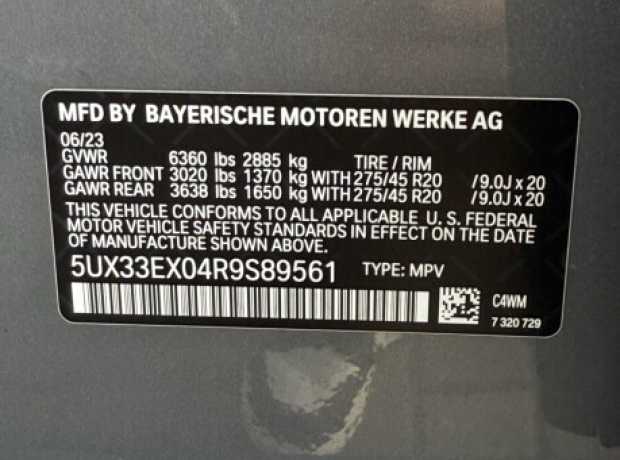 MFD BY BAYERISCHE MOTOREN WERKE AG
06/23
GVWR 6360 lbs 2885 kg TIRE / RIM
GAWR FRONT 3020 lbs 1370 kg WITH 275/45 R20 /9.0J x 20
GAWR REAR 3638 lbs 1650 kg WITH 275/45 R20 /9.0J x 20
THIS VEHICLE CONFORMS TO ALL APPLICABLE U. S. FEDERAL
MOTOR VEHICLE SAFETY STANDARDS IN EFFECT ON THE DATE
OF MANUFACTURE SHOWN ABOVE.
5UX33EX04R9S89561 TYPE: MPV
C4WM
7 320 729